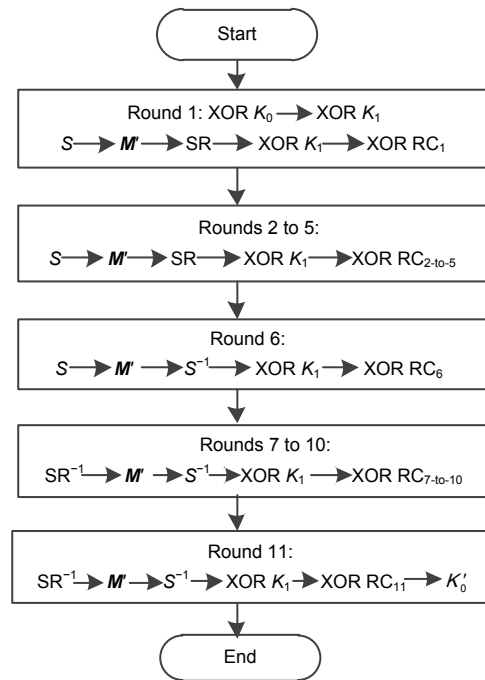 Start
Round 1: XOR K₀ → XOR K₁
S → M′ → SR → XOR K₁ → XOR RC₁
Rounds 2 to 5:
S → M′ → SR → XOR K₁ → XOR RC₂₋to₋₅
Round 6:
S → M′ → S⁻¹ → XOR K₁ → XOR RC₆
Rounds 7 to 10:
SR⁻¹ → M′ → S⁻¹ → XOR K₁ → XOR RC₇₋to₋₁₀
Round 11:
SR⁻¹ → M′ → S⁻¹ → XOR K₁ → XOR RC₁₁ → K₀′
End